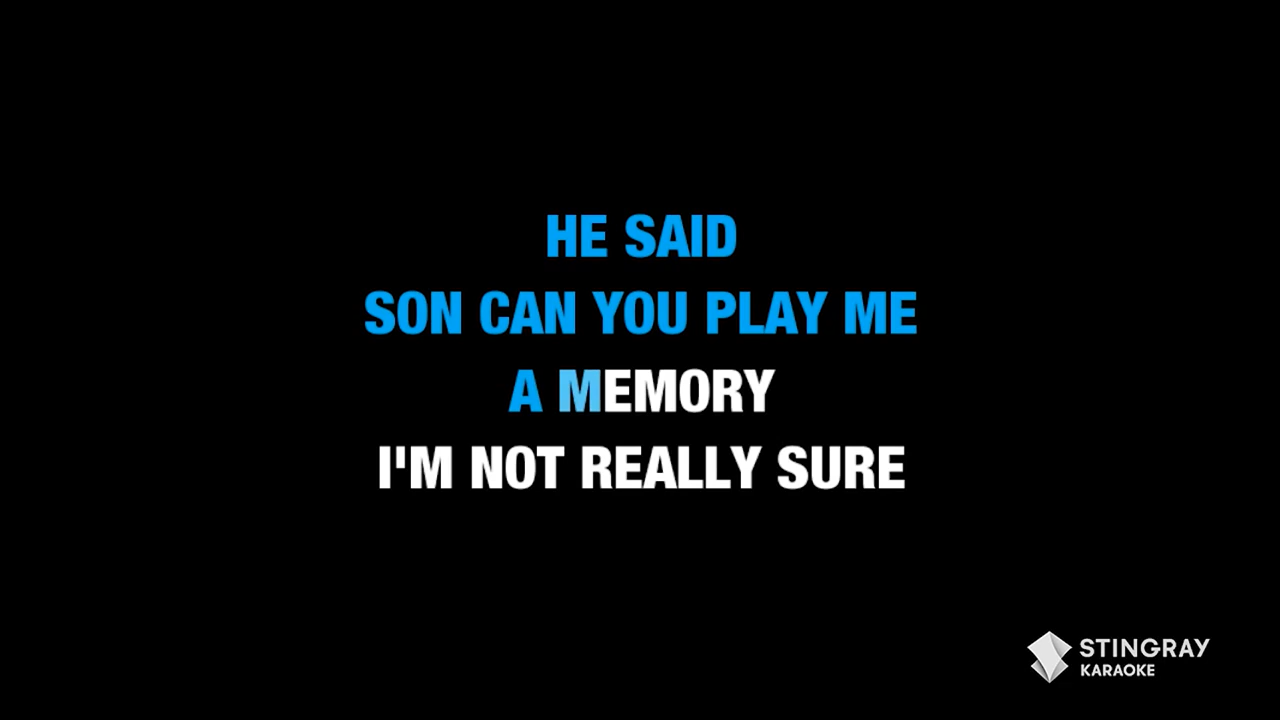 HE SAID
SON CAN YOU PLAY ME
A MEMORY
I'M NOT REALLY SURE
STINGRAY
KARAOKE